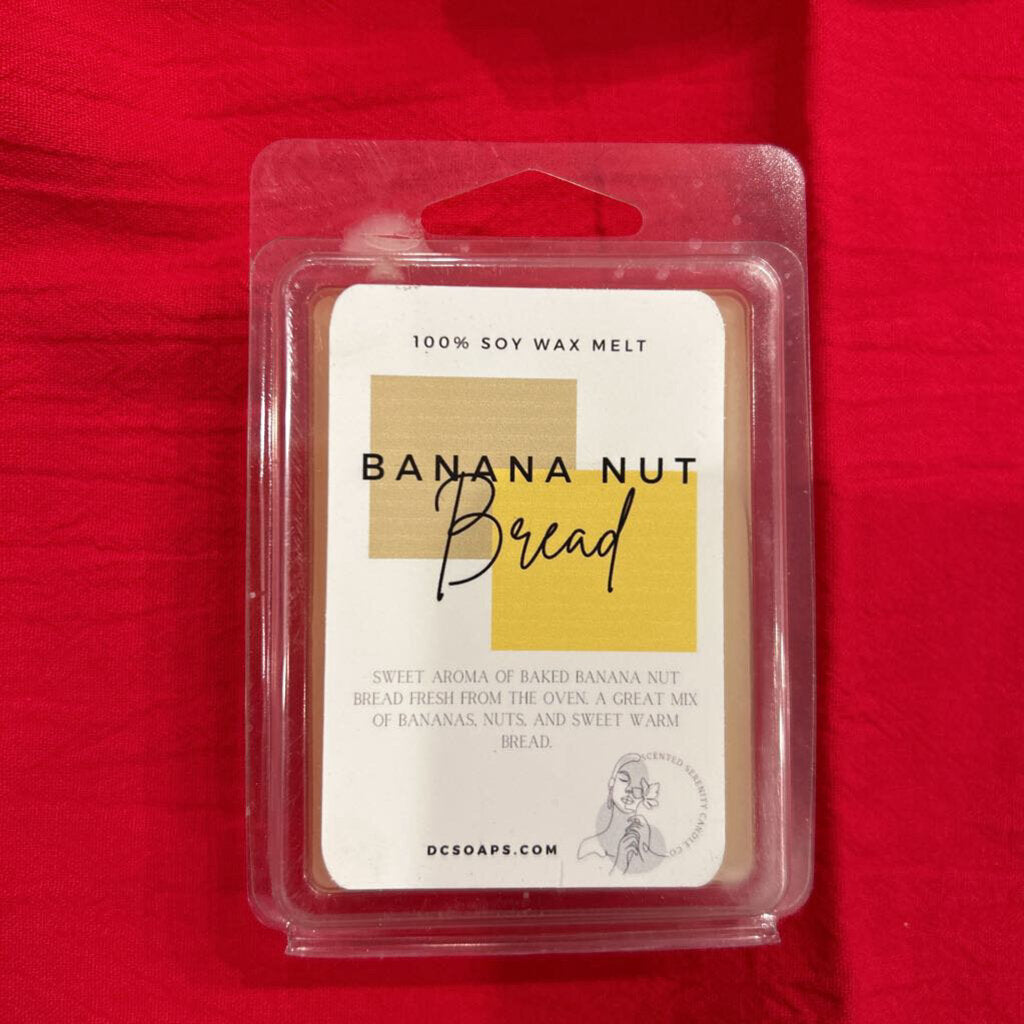 100% SOY WAX MELT
BANANA NUT
Bread
SWEET AROMA OF BAKED BANANA NUT
BREAD FRESH FROM THE OVEN. A GREAT MIX
OF BANANAS, NUTS, AND SWEET WARM
BREAD.
SCENTED SERENITY CANDLE CO
DCSOAPS.COM